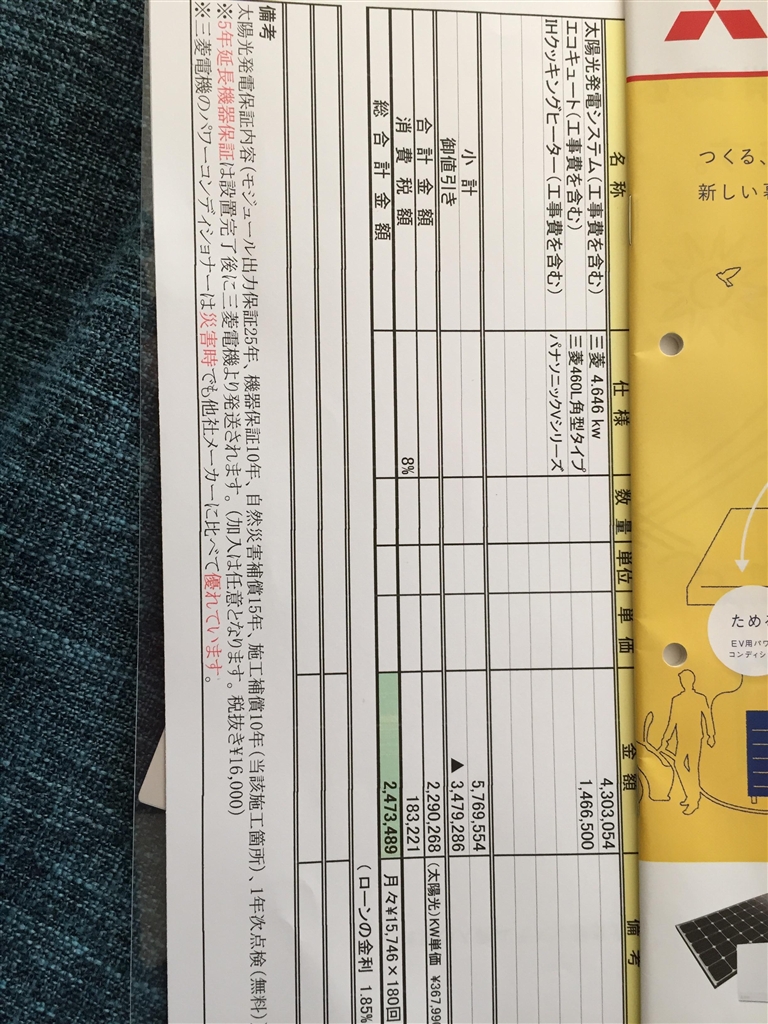 名称 仕様 数量 単位 単価 金額 備考
太陽光発電システム(工事費を含む) 三菱 4.646 kw 4,303,054
エコキュート(工事費を含む) 三菱460L角型タイプ 1,466,500
IHクッキングヒーター(工事費を含む) パナソニックVシリーズ
小計 5,769,554
御値引き ▲ 3,479,286
合計金額 2,290,268 (太陽光)KW単価 ¥367,99
消費税額 8% 183,221
総合計金額 2,473,489 月々¥15,746×180回
(ローンの金利 1.85%
備考
太陽光発電保証内容(モジュール出力保証25年、機器保証10年、自然災害補償15年、施工補償10年(当該施工箇所)、1年次点検(無料)
※5年延長機器保証は設置完了後に三菱電機より発送されます。(加入は任意となります。税抜き¥16,000)
※三菱電機のパワーコンディショナーは災害時でも他社メーカーに比べて優れています。
つくる、
新しい
ため
EV用パワ
コンディシ